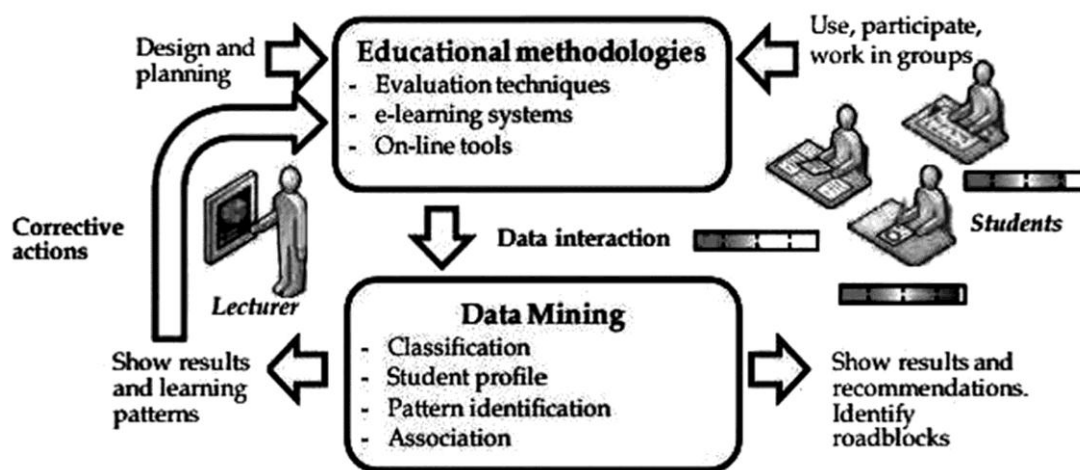 Design and
planning
Educational methodologies
- Evaluation techniques
- e-learning systems
- On-line tools
Use, participate,
work in groups
Corrective
actions
Lecturer
Data interaction
Students
Data Mining
- Classification
- Student profile
- Pattern identification
- Association
Show results
and learning
patterns
Show results and
recommendations.
Identify
roadblocks